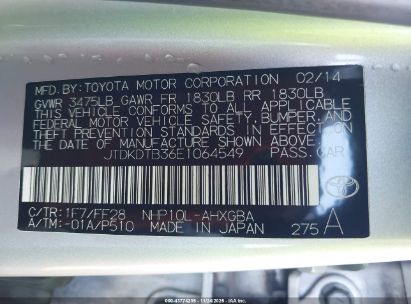 MFD. BY: TOYOTA MOTOR CORPORATION 02/14
GVWR 3475LB GAWR FR 1830LB RR 1830LB
THIS VEHICLE CONFORMS TO ALL APPLICABLE
FEDERAL MOTOR VEHICLE SAFETY, BUMPER, AND
THEFT PREVENTION STANDARDS IN EFFECT ON
THE DATE OF MANUFACTURE SHOWN ABOVE.
JTDKDTB36E1064549 PASS.CAR
C/TR: 1F7/FF28 NHP10L-AHXGBA
A/TM: -01A/P510 MADE IN JAPAN 275 A
TOYOTA